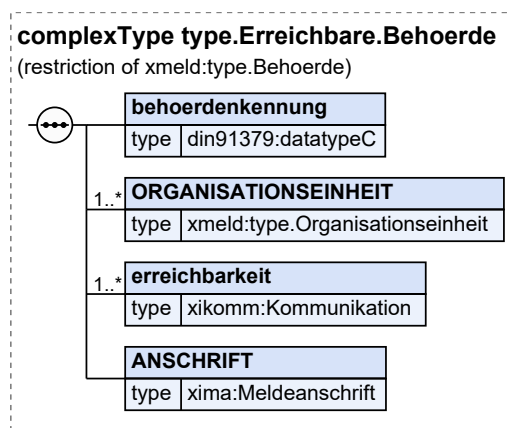 complexType type.Erreichbare.Behoerde
(restriction of xmeld:type.Behoerde)
behoerdenkennung
type din91379:datatypeC
1..* ORGANISATIONSEINHEIT
type xmeld:type.Organisationseinheit
1..* erreichbarkeit
type xikomm:Kommunikation
ANSCHRIFT
type xima:Meldeanschrift